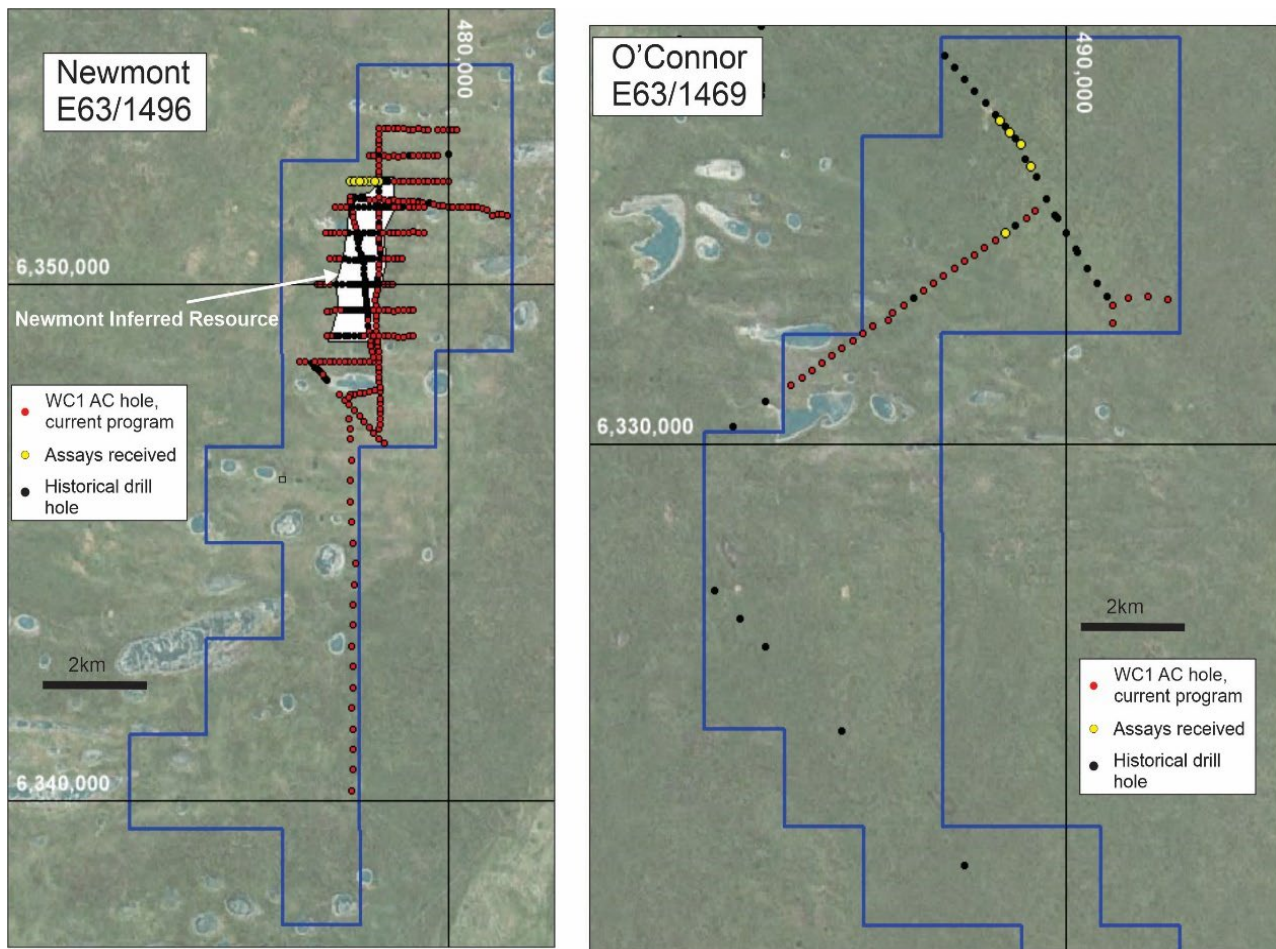 Newmont
E63/1496
480,000
6,350,000
Newmont Inferred Resource
WC1 AC hole,
current program
Assays received
Historical drill
hole
2km
6,340,000
O'Connor
E63/1469
490,000
6,330,000
2km
WC1 AC hole,
current program
Assays received
Historical drill
hole